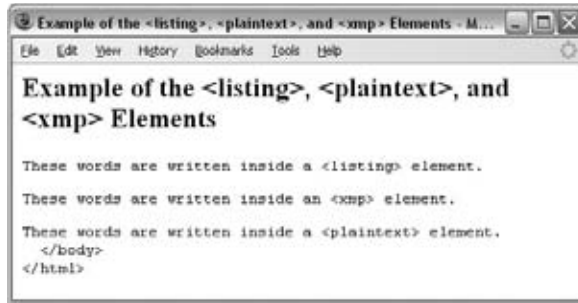 Example of the <listing>, <plaintext>, and <xmp> Elements - M...
File Edit View History Bookmarks Tools Help
Example of the <listing>, <plaintext>, and
<xmp> Elements
These words are written inside a <listing> element.
These words are written inside an <xmp> element.
These words are written inside a <plaintext> element.
</body>
</html>